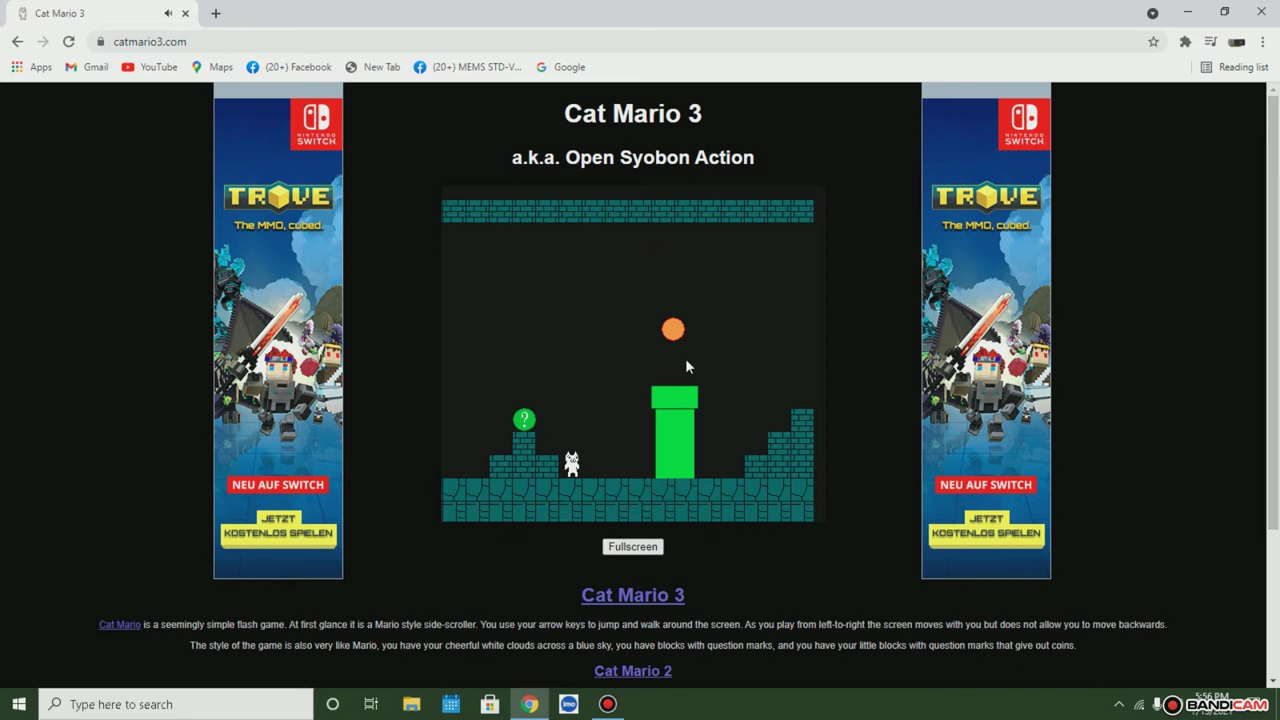 Cat Mario 3
catmario3.com
Apps
Gmail
YouTube
Maps
(20+) Facebook
New Tab
(20+) MEMS STD-V...
Google
Reading list
Cat Mario 3
a.k.a. Open Syobon Action
NINTENDO
SWITCH
TROVE
The MMO, cubed.
NEU AUF SWITCH
JETZT
KOSTENLOS SPIELEN
?
NINTENDO
SWITCH
TROVE
The MMO, cubed.
NEU AUF SWITCH
JETZT
KOSTENLOS SPIELEN
Fullscreen
Cat Mario 3
Cat Mario is a seemingly simple flash game. At first glance it is a Mario style side-scroller. You use your arrow keys to jump and walk around the screen. As you play from left-to-right the screen moves with you but does not allow you to move backwards.
The style of the game is also very like Mario, you have your cheerful white clouds across a blue sky, you have blocks with question marks, and you have your little blocks with question marks that give out coins.
Cat Mario 2
Type here to search
imo
5:56 PM
BANDICAM